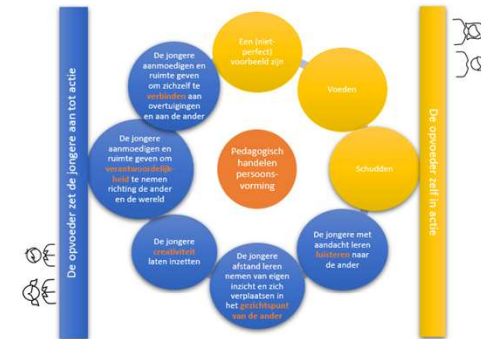 De opvoeder zet de jongere aan tot actie
De jongere
aanmoedigen en
ruimte geven
om zichzelf te
verbinden aan
overtuigingen
en aan de ander
Een (niet-
perfect)
voorbeeld zijn
Voeden
De jongere
aanmoedigen en
ruimte geven om
verantwoordelijk-
heid te nemen
richting de ander
en de wereld
Pedagogisch
handelen
persoons-
vorming
Schudden
De jongere
creativiteit
laten inzetten
De jongere
afstand leren
nemen van eigen
inzicht en zich
verplaatsen in
het gezichtspunt
van de ander
De jongere met
aandacht leren
luisteren naar
de ander
De opvoeder zelf in actie